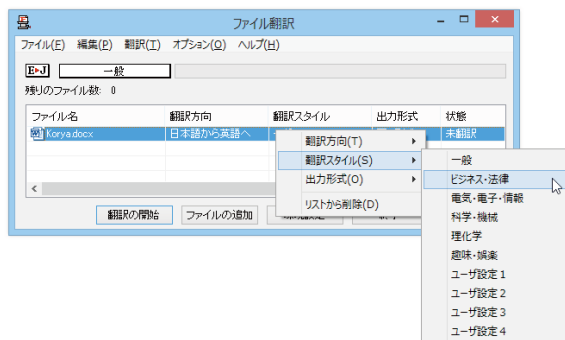 ファイル翻訳
ファイル(F) 編集(P) 翻訳(T) オプション(O) ヘルプ(H)
E▸J 一般
残りのファイル数: 0
ファイル名 翻訳方向 翻訳スタイル 出力形式 状態
Korya.docx 日本語から英語へ 未翻訳
翻訳方向(T)
翻訳スタイル(S)
出力形式(O)
リストから削除(D)
一般
ビジネス・法律
電気・電子・情報
科学・機械
理化学
趣味・娯楽
ユーザ設定 1
ユーザ設定 2
ユーザ設定 3
ユーザ設定 4
翻訳の開始 ファイルの追加